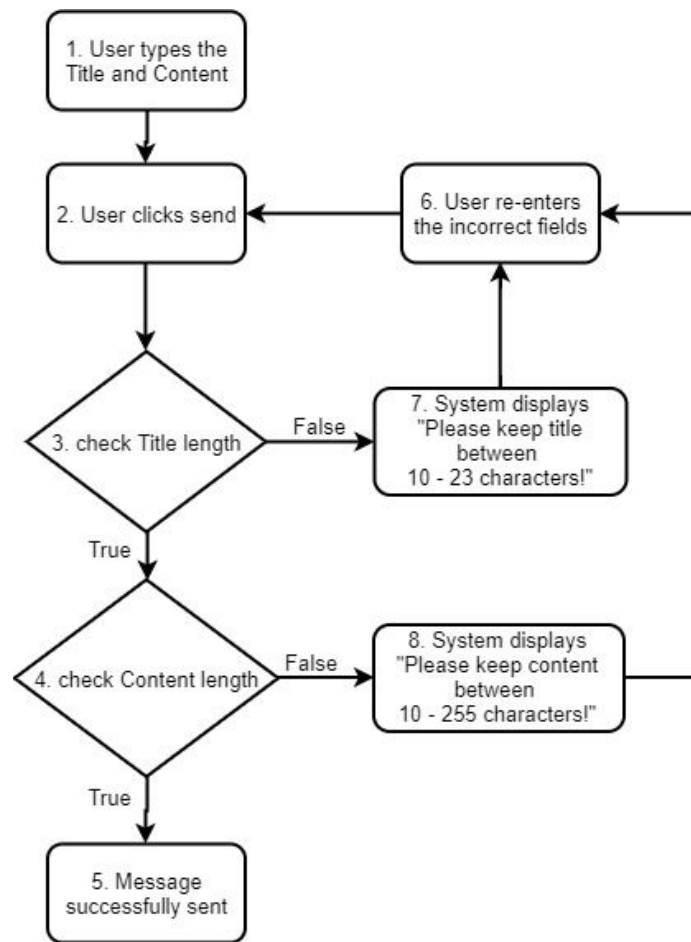 1. User types the
Title and Content
2. User clicks send
6. User re-enters
the incorrect fields
3. check Title length
False
7. System displays
"Please keep title
between
10 - 23 characters!"
True
4. check Content length
False
8. System displays
"Please keep content
between
10 - 255 characters!"
True
5. Message
successfully sent